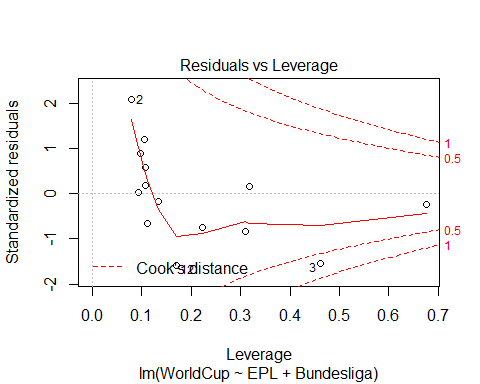 Residuals vs Leverage
Standardized residuals
2
1
0
-1
-2
2
1
0.5
0.5
1
3
12
Cook's distance
0.0 0.1 0.2 0.3 0.4 0.5 0.6 0.7
Leverage
lm(WorldCup ~ EPL + Bundesliga)